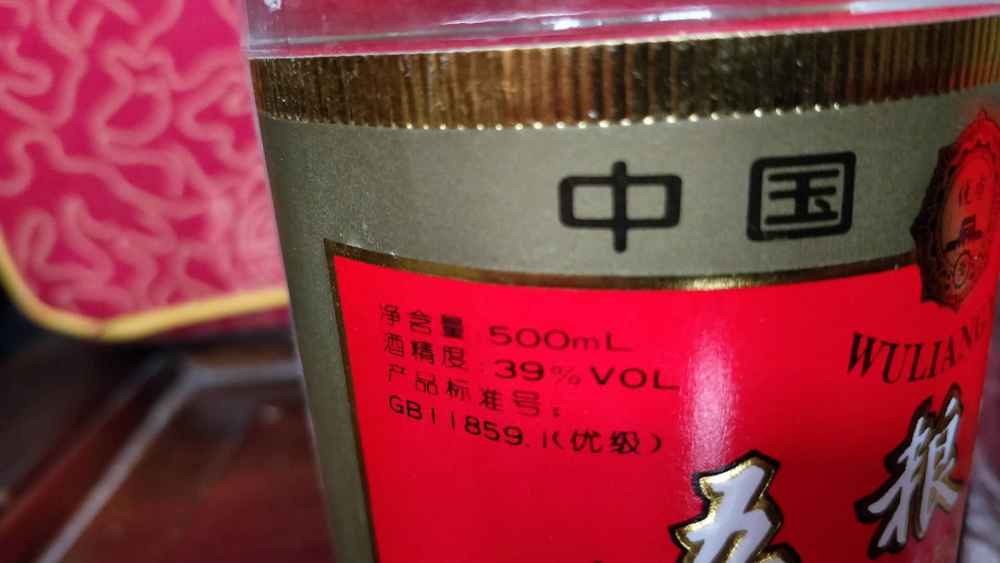 中国
净含量:500mL
酒精度:39%VOL
产品标准号:
GB11859.1(优级)
WULIANG
五粮